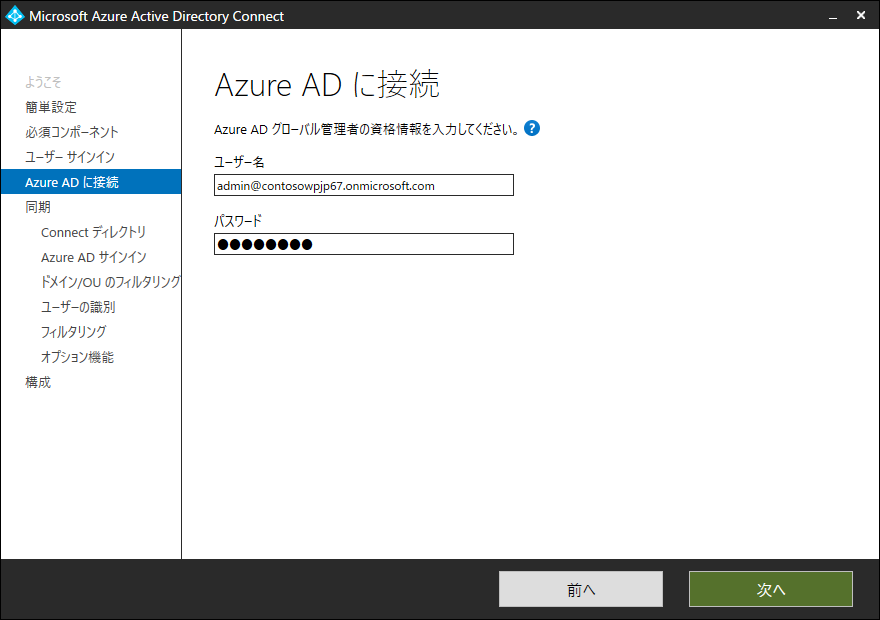 Microsoft Azure Active Directory Connect
ようこそ
簡単設定
必須コンポーネント
ユーザー サインイン
Azure AD に接続
同期
Connect ディレクトリ
Azure AD サインイン
ドメイン/OU のフィルタリング
ユーザーの識別
フィルタリング
オプション機能
構成
Azure AD に接続
Azure AD グローバル管理者の資格情報を入力してください。 ?
ユーザー名
admin@contosowpjp67.onmicrosoft.com
パスワード
●●●●●●●●
前へ
次へ